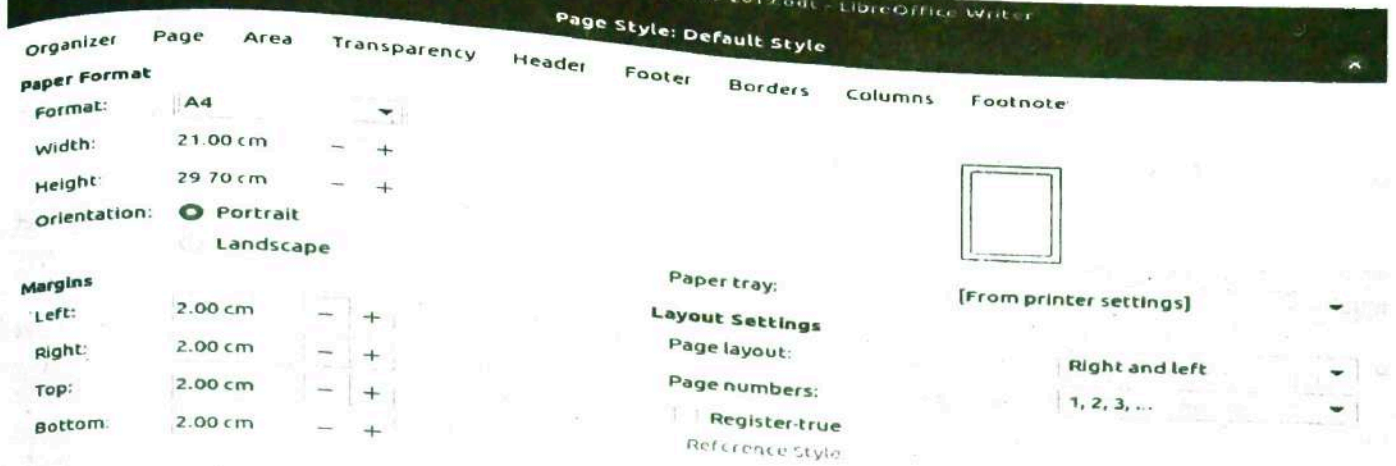 2019.odt - LibreOffice Writer
Page Style: Default Style
Organizer Page Area Transparency Header Footer Borders Columns Footnote
Paper Format
Format: A4
Width: 21.00 cm - +
Height: 29 70 cm - +
Orientation: Portrait
Landscape
Margins
Left: 2.00 cm - +
Right: 2.00 cm - +
Top: 2.00 cm - +
Bottom: 2.00 cm - +
Paper tray: [From printer settings]
Layout Settings
Page layout: Right and left
Page numbers: 1, 2, 3, ...
Register-true
Reference Style